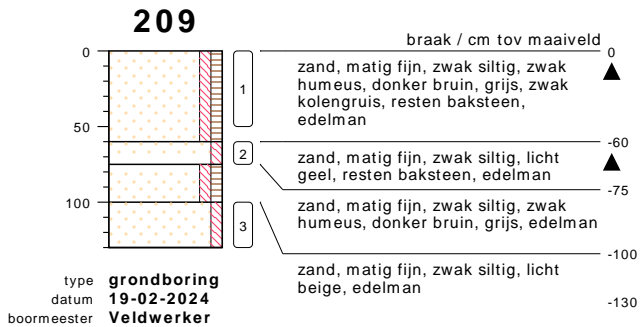 209
braak / cm tov maaiveld
0
0
zand, matig fijn, zwak siltig, zwak
humeus, donker bruin, grijs, zwak
kolengruis, resten baksteen,
edelman
1
50
-60
2
zand, matig fijn, zwak siltig, licht
geel, resten baksteen, edelman
-75
100
zand, matig fijn, zwak siltig, zwak
humeus, donker bruin, grijs, edelman
3
-100
zand, matig fijn, zwak siltig, licht
beige, edelman
-130
type grondboring
datum 19-02-2024
boormeester Veldwerker